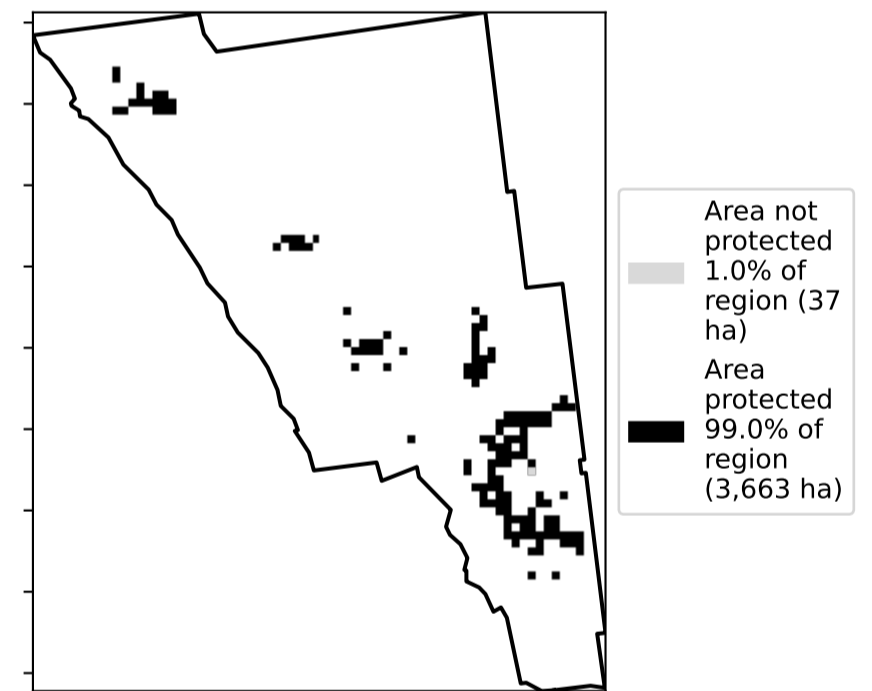 Area not
protected
1.0% of
region (37
ha)
Area
protected
99.0% of
region
(3,663 ha)